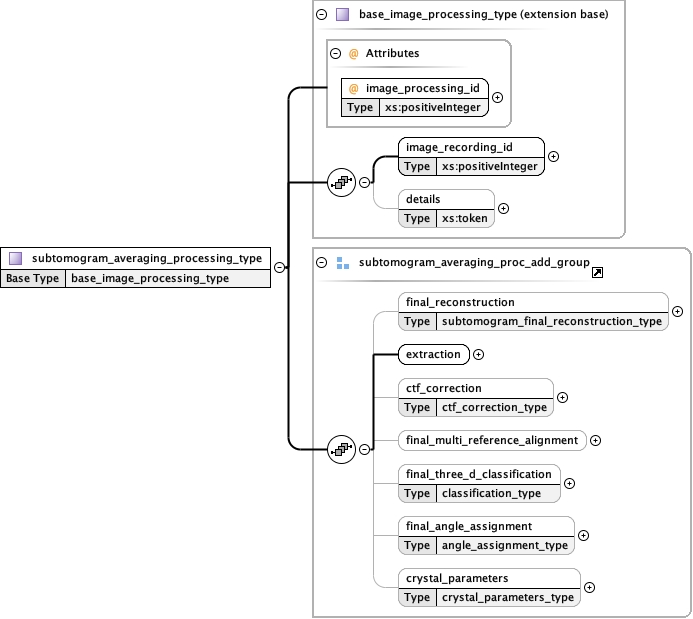 base_image_processing_type (extension base)
@ Attributes
@ image_processing_id
Type xs:positiveInteger
image_recording_id
Type xs:positiveInteger
details
Type xs:token
subtomogram_averaging_processing_type
Base Type base_image_processing_type
subtomogram_averaging_proc_add_group
final_reconstruction
Type subtomogram_final_reconstruction_type
extraction
ctf_correction
Type ctf_correction_type
final_multi_reference_alignment
final_three_d_classification
Type classification_type
final_angle_assignment
Type angle_assignment_type
crystal_parameters
Type crystal_parameters_type